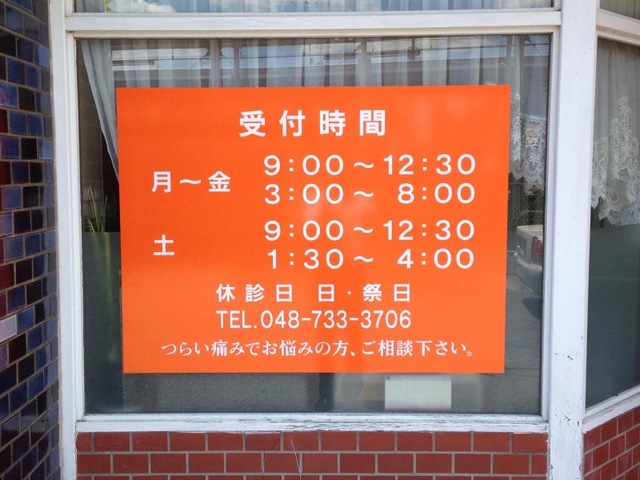 受付時間
月～金 9:00～12:30
3:00～ 8:00
土 9:00～12:30
1:30～ 4:00
休診日 日・祭日
TEL.048-733-3706
つらい痛みでお悩みの方、ご相談下さい。